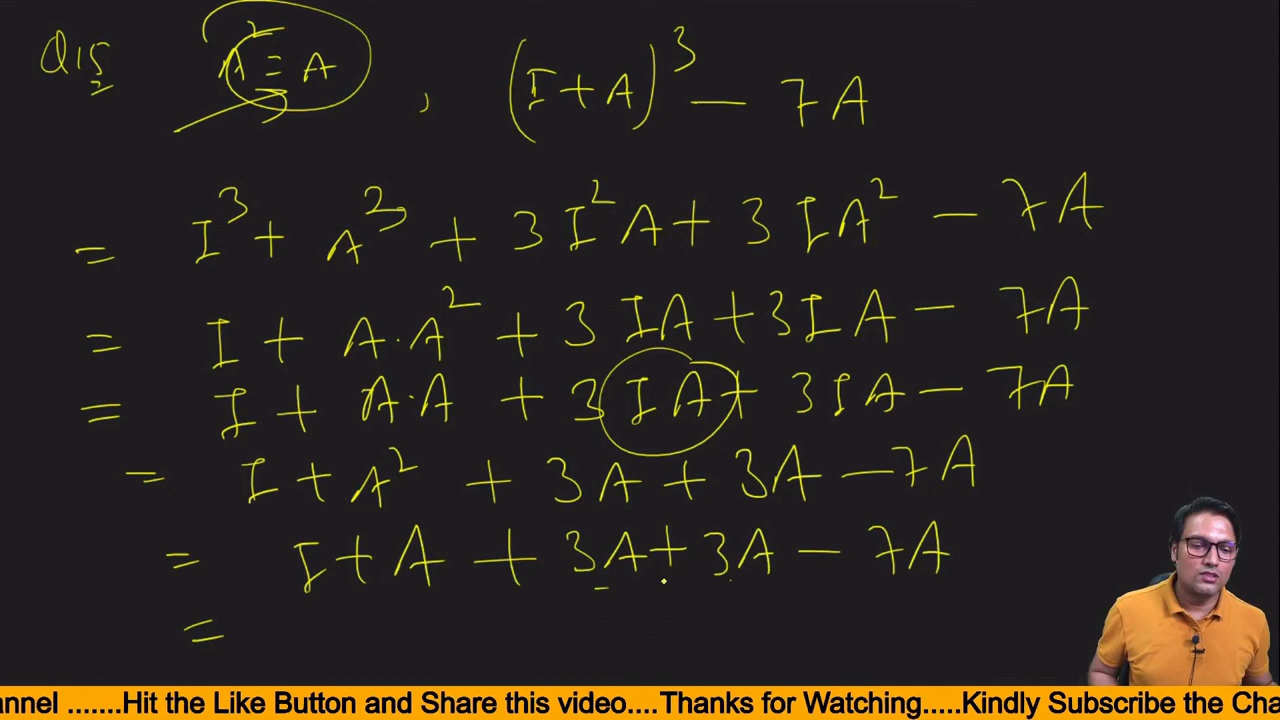 Q15 A² = A , (I + A)³ – 7A
= I³ + A³ + 3I²A + 3IA² – 7A
= I + A·A² + 3IA + 3IA – 7A
= I + A·A + 3IA + 3IA – 7A
= I + A² + 3A + 3A – 7A
= I + A + 3A + 3A – 7A
=
nnel .......Hit the Like Button and Share this video....Thanks for Watching.....Kindly Subscribe the Cha